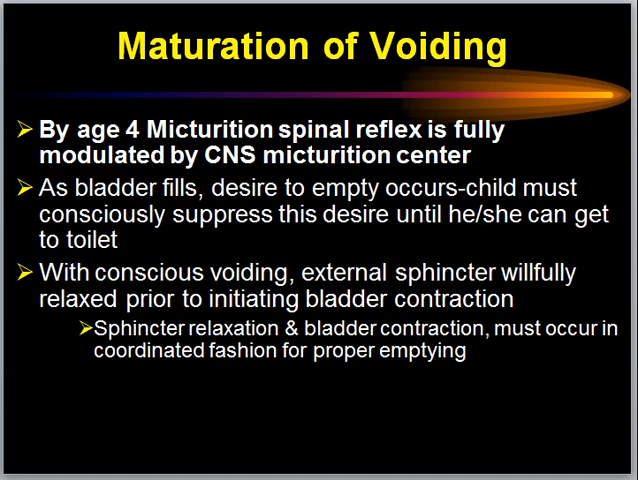 Maturation of Voiding
By age 4 Micturition spinal reflex is fully
modulated by CNS micturition center
As bladder fills, desire to empty occurs-child must
consciously suppress this desire until he/she can get
to toilet
With conscious voiding, external sphincter willfully
relaxed prior to initiating bladder contraction
Sphincter relaxation & bladder contraction, must occur in
coordinated fashion for proper emptying